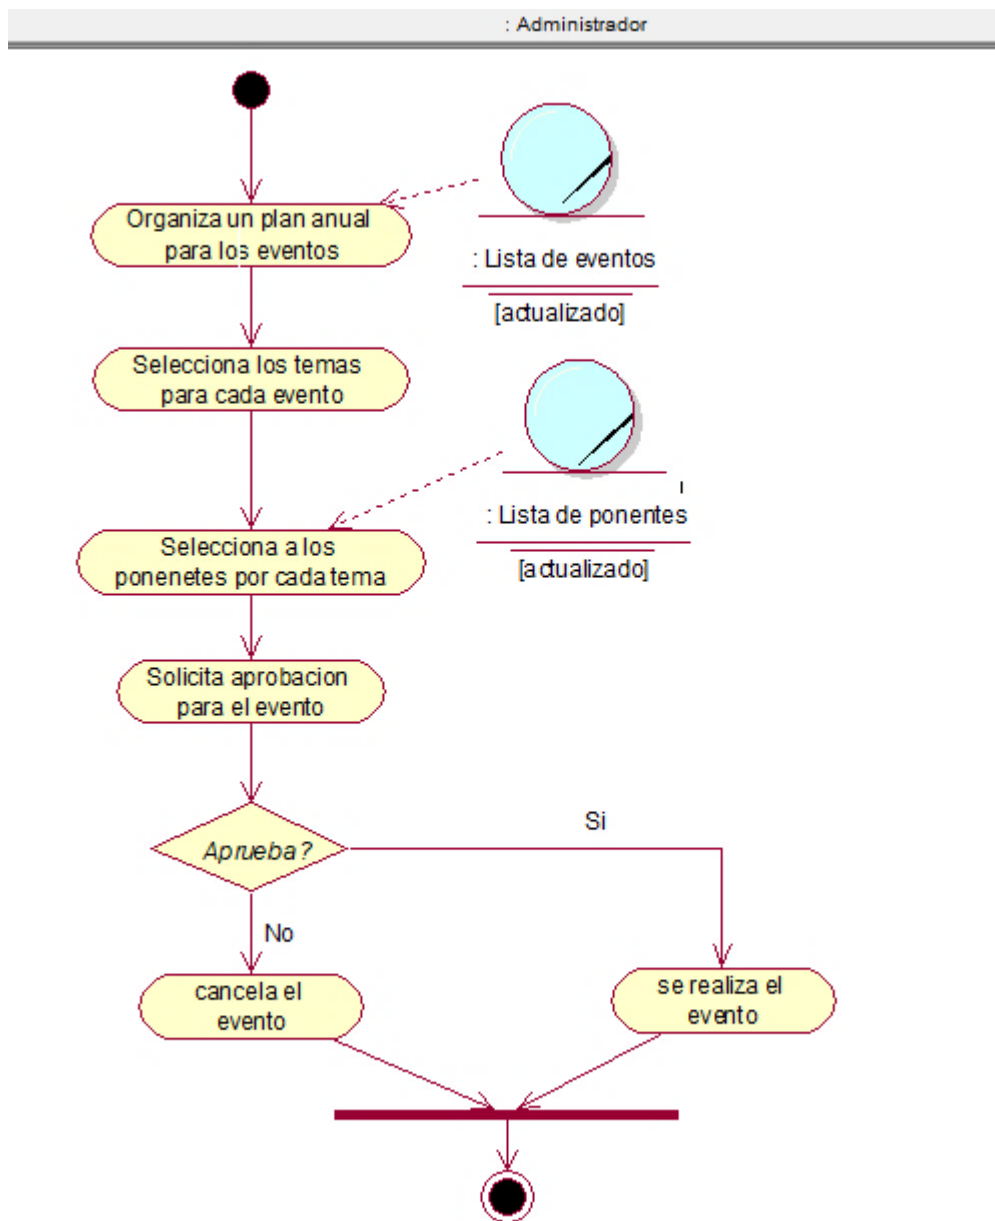 : Administrador
Organiza un plan anual
para los eventos
: Lista de eventos
[actualizado]
Selecciona los temas
para cada evento
: Lista de ponentes
[actualizado]
Selecciona a los
ponenetes por cada tema
Solicita aprobacion
para el evento
Aprueba?
Si
No
cancela el
evento
se realiza el
evento